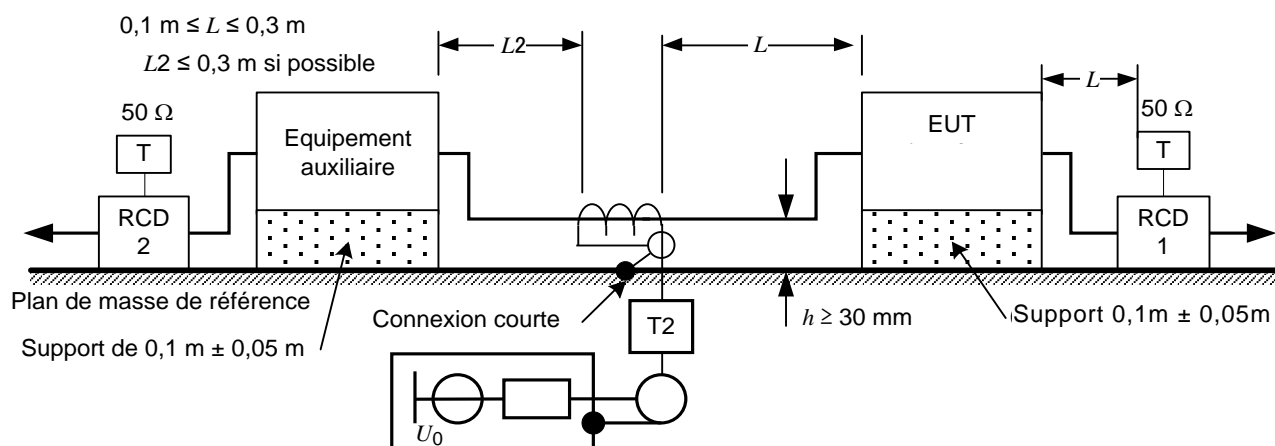 0,1 m ≤ L ≤ 0,3 m
L2 ≤ 0,3 m si possible
L2
L
L
50 Ω
T
Equipement
auxiliaire
EUT
50 Ω
T
RCD
2
RCD
1
Plan de masse de référence
Connexion courte
T2
h ≥ 30 mm
Support 0,1m ± 0,05m
Support de 0,1 m ± 0,05 m
U0